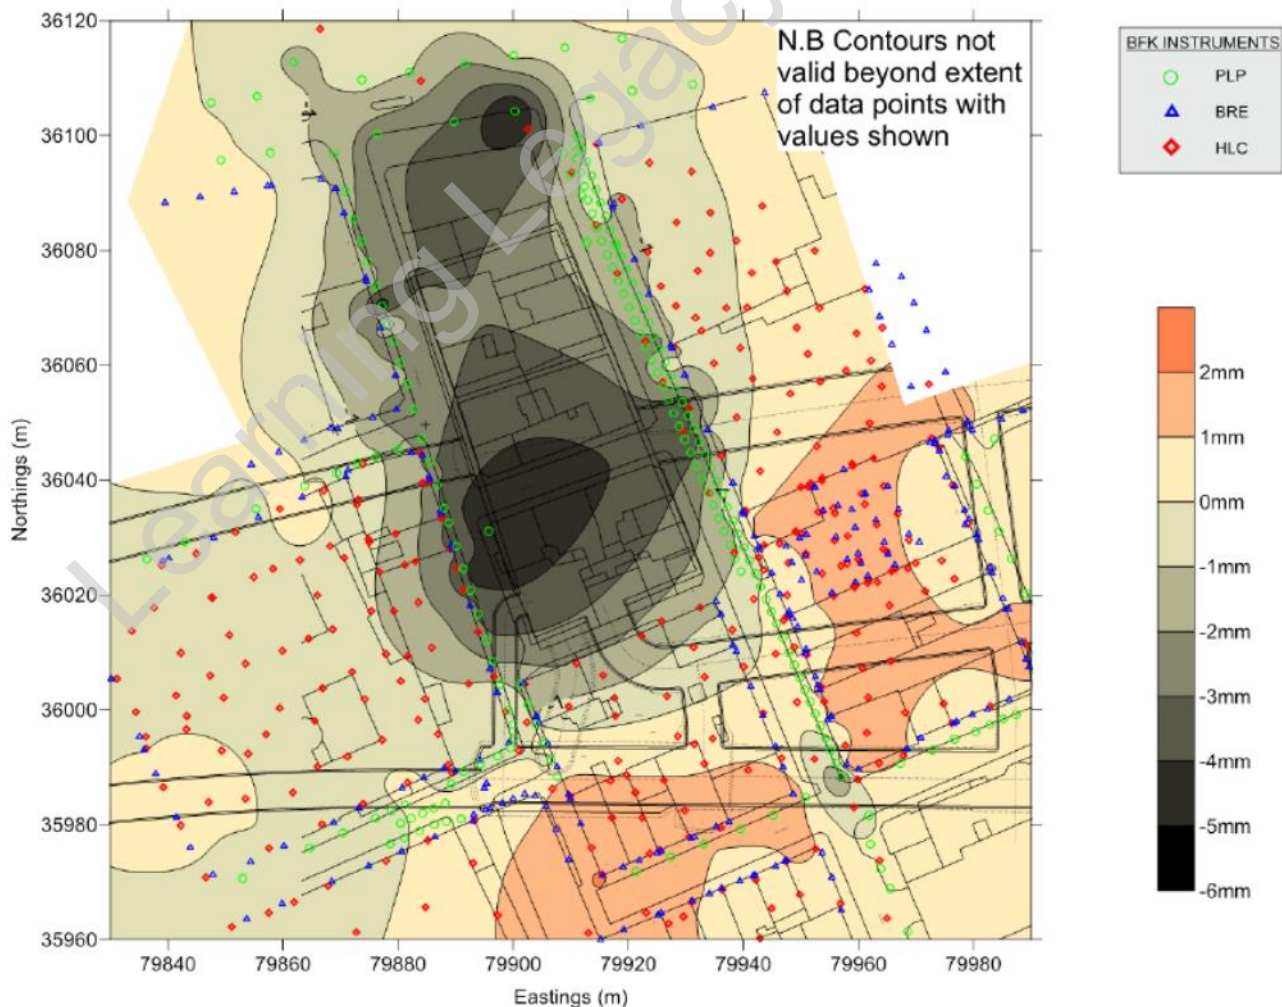 N.B Contours not
valid beyond extent
of data points with
values shown
BFK INSTRUMENTS
PLP
BRE
HLC
36120
36100
36080
36060
36040
36020
36000
35980
35960
Northings (m)
79840 79860 79880 79900 79920 79940 79960 79980
Eastings (m)
2mm
1mm
0mm
-1mm
-2mm
-3mm
-4mm
-5mm
-6mm
Learning Legacy